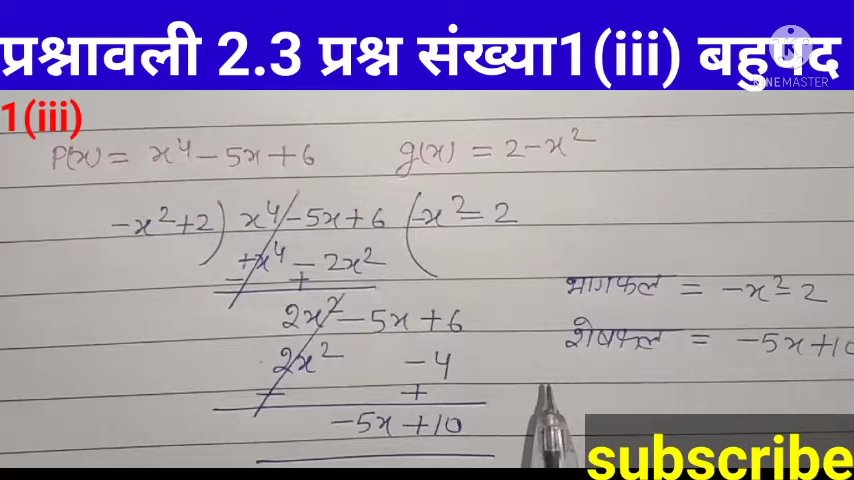 प्रश्नावली 2.3 प्रश्न संख्या1(iii) बहुपद
KINEMASTER
1(iii)
P(x) = x⁴ - 5x + 6 g(x) = 2 - x²
-x² + 2 ) x⁴ - 5x + 6 ( -x² - 2
+x⁴ - 2x²
- +
2x² - 5x + 6
2x² - 4
- +
-5x + 10
भागफल = -x² - 2
शेषफल = -5x + 10
subscribe